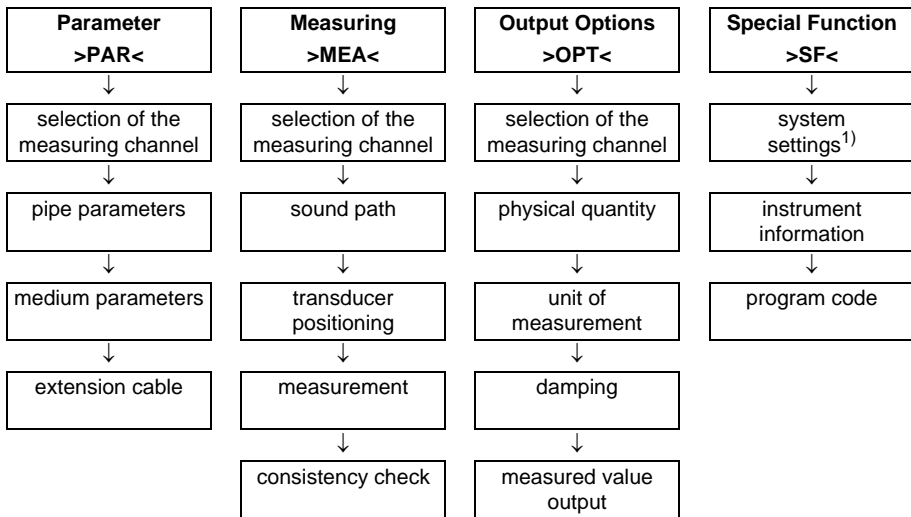 Parameter
>PAR<
↓
selection of the
measuring channel
↓
pipe parameters
↓
medium parameters
↓
extension cable
Measuring
>MEA<
↓
selection of the
measuring channel
↓
sound path
↓
transducer
positioning
↓
measurement
↓
consistency check
Output Options
>OPT<
↓
selection of the
measuring channel
↓
physical quantity
↓
unit of
measurement
↓
damping
↓
measured value
output
Special Function
>SF<
↓
system
settings1)
↓
instrument
information
↓
program code